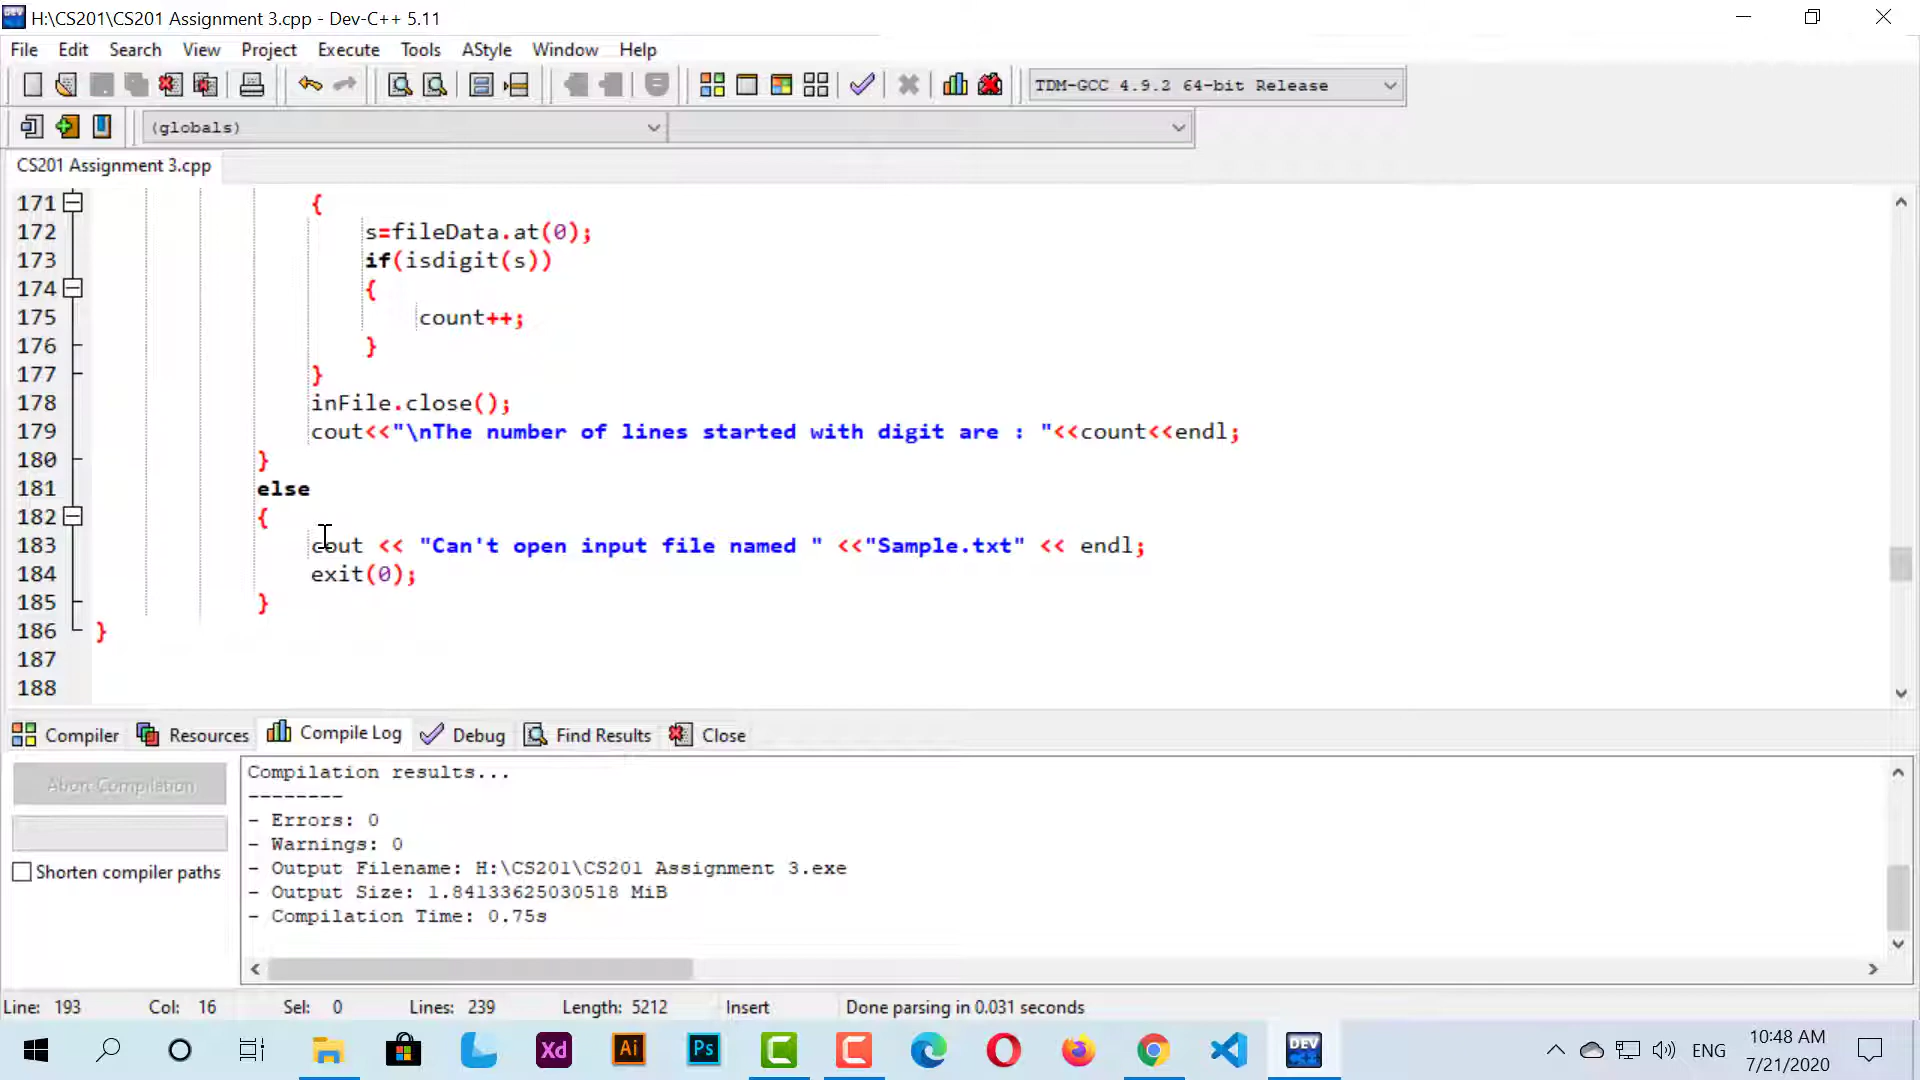 H:\CS201\CS201 Assignment 3.cpp - Dev-C++ 5.11
File Edit Search View Project Execute Tools AStyle Window Help
TDM-GCC 4.9.2 64-bit Release
(globals)
CS201 Assignment 3.cpp
171 {
172 s=fileData.at(0);
173 if(isdigit(s))
174 {
175 count++;
176 }
177 }
178 inFile.close();
179 cout<<"\nThe number of lines started with digit are : "<<count<<endl;
180 }
181 else
182 {
183 cout << "Can't open input file named " <<"Sample.txt" << endl;
184 exit(0);
185 }
186 }
187
188
Compiler Resources Compile Log Debug Find Results Close
Abort Compilation
Shorten compiler paths
Compilation results...
--------
- Errors: 0
- Warnings: 0
- Output Filename: H:\CS201\CS201 Assignment 3.exe
- Output Size: 1.84133625030518 MiB
- Compilation Time: 0.75s
Line: 193 Col: 16 Sel: 0 Lines: 239 Length: 5212 Insert Done parsing in 0.031 seconds
Xd Ai Ps DEV ENG
10:48 AM
7/21/2020